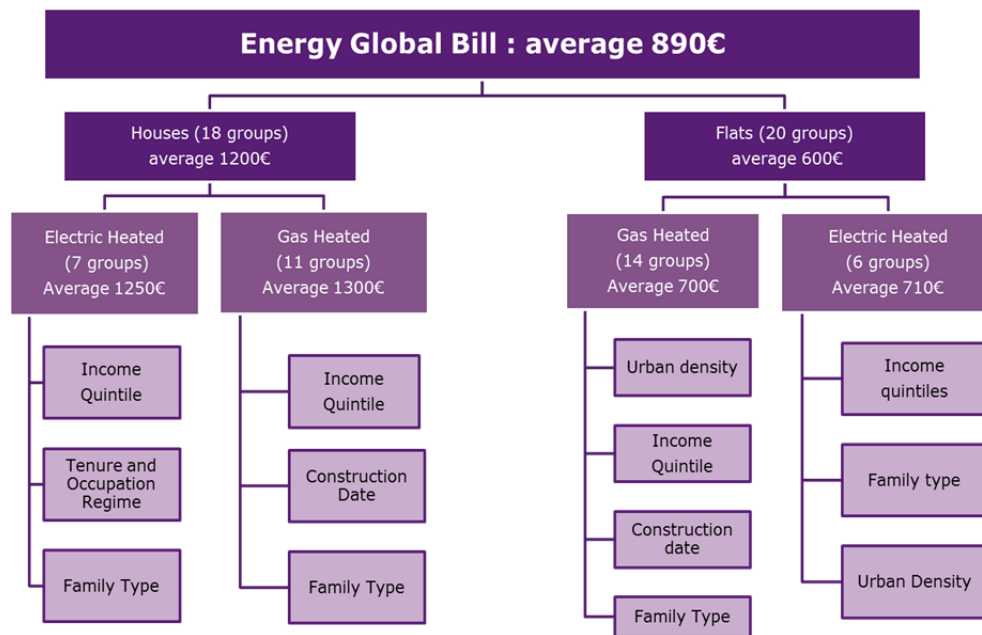 Energy Global Bill : average 890€
Houses (18 groups)
average 1200€
Flats (20 groups)
average 600€
Electric Heated
(7 groups)
Average 1250€
Gas Heated
(11 groups)
Average 1300€
Gas Heated
(14 groups)
Average 700€
Electric Heated
(6 groups)
Average 710€
Income
Quintile
Tenure and
Occupation
Regime
Family Type
Income
Quintile
Construction
Date
Family Type
Urban density
Income
Quintile
Construction
date
Family Type
Income
quintiles
Family type
Urban Density